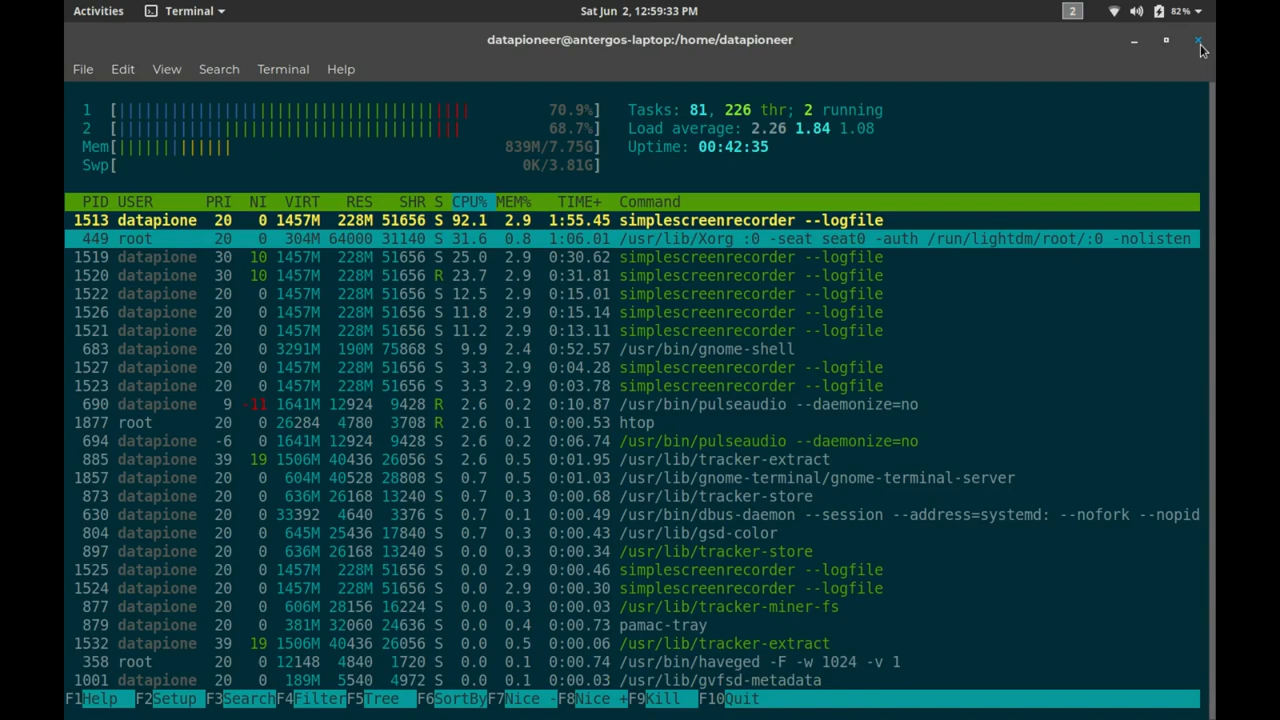 Activities Terminal Sat Jun 2, 12:59:33 PM 2 82%
datapioneer@antergos-laptop:/home/datapioneer
File Edit View Search Terminal Help
1 [||||||||||||||||||||||||||||||||||||||||| 70.9%] Tasks: 81, 226 thr; 2 running
2 [|||||||||||||||||||||||||||||||||||||||| 68.7%] Load average: 2.26 1.84 1.08
Mem[||||||||||||| 839M/7.75G] Uptime: 00:42:35
Swp[ 0K/3.81G]
PID USER PRI NI VIRT RES SHR S CPU% MEM% TIME+ Command
1513 datapione 20 0 1457M 228M 51656 S 92.1 2.9 1:55.45 simplescreenrecorder --logfile
449 root 20 0 304M 64000 31140 S 31.6 0.8 1:06.01 /usr/lib/Xorg :0 -seat seat0 -auth /run/lightdm/root/:0 -nolisten
1519 datapione 30 10 1457M 228M 51656 S 25.0 2.9 0:30.62 simplescreenrecorder --logfile
1520 datapione 30 10 1457M 228M 51656 R 23.7 2.9 0:31.81 simplescreenrecorder --logfile
1522 datapione 20 0 1457M 228M 51656 S 12.5 2.9 0:15.01 simplescreenrecorder --logfile
1526 datapione 20 0 1457M 228M 51656 S 11.8 2.9 0:15.14 simplescreenrecorder --logfile
1521 datapione 20 0 1457M 228M 51656 S 11.2 2.9 0:13.11 simplescreenrecorder --logfile
683 datapione 20 0 3291M 190M 75868 S 9.9 2.4 0:52.57 /usr/bin/gnome-shell
1527 datapione 20 0 1457M 228M 51656 S 3.3 2.9 0:04.28 simplescreenrecorder --logfile
1523 datapione 20 0 1457M 228M 51656 S 3.3 2.9 0:03.78 simplescreenrecorder --logfile
690 datapione 9 -11 1641M 12924 9428 R 2.6 0.2 0:10.87 /usr/bin/pulseaudio --daemonize=no
1877 root 20 0 26284 4780 3708 R 2.6 0.1 0:00.53 htop
694 datapione -6 0 1641M 12924 9428 S 2.6 0.2 0:06.74 /usr/bin/pulseaudio --daemonize=no
885 datapione 39 19 1506M 40436 26056 S 2.6 0.5 0:01.95 /usr/lib/tracker-extract
1857 datapione 20 0 604M 40528 28808 S 0.7 0.5 0:01.03 /usr/lib/gnome-terminal/gnome-terminal-server
873 datapione 20 0 636M 26168 13240 S 0.7 0.3 0:00.68 /usr/lib/tracker-store
630 datapione 20 0 33392 4640 3376 S 0.7 0.1 0:00.49 /usr/bin/dbus-daemon --session --address=systemd: --nofork --nopid
804 datapione 20 0 645M 25436 17840 S 0.7 0.3 0:00.43 /usr/lib/gsd-color
897 datapione 20 0 636M 26168 13240 S 0.0 0.3 0:00.34 /usr/lib/tracker-store
1525 datapione 20 0 1457M 228M 51656 S 0.0 2.9 0:00.46 simplescreenrecorder --logfile
1524 datapione 20 0 1457M 228M 51656 S 0.0 2.9 0:00.30 simplescreenrecorder --logfile
877 datapione 20 0 606M 28156 16224 S 0.0 0.3 0:00.03 /usr/lib/tracker-miner-fs
879 datapione 20 0 381M 32060 24636 S 0.0 0.4 0:00.73 pamac-tray
1532 datapione 39 19 1506M 40436 26056 S 0.0 0.5 0:00.06 /usr/lib/tracker-extract
358 root 20 0 12148 4840 1720 S 0.0 0.1 0:00.74 /usr/bin/haveged -F -w 1024 -v 1
1001 datapione 20 0 189M 5540 4972 S 0.0 0.1 0:00.03 /usr/lib/gvfsd-metadata
F1Help F2Setup F3SearchF4FilterF5Tree F6SortByF7Nice -F8Nice +F9Kill F10Quit